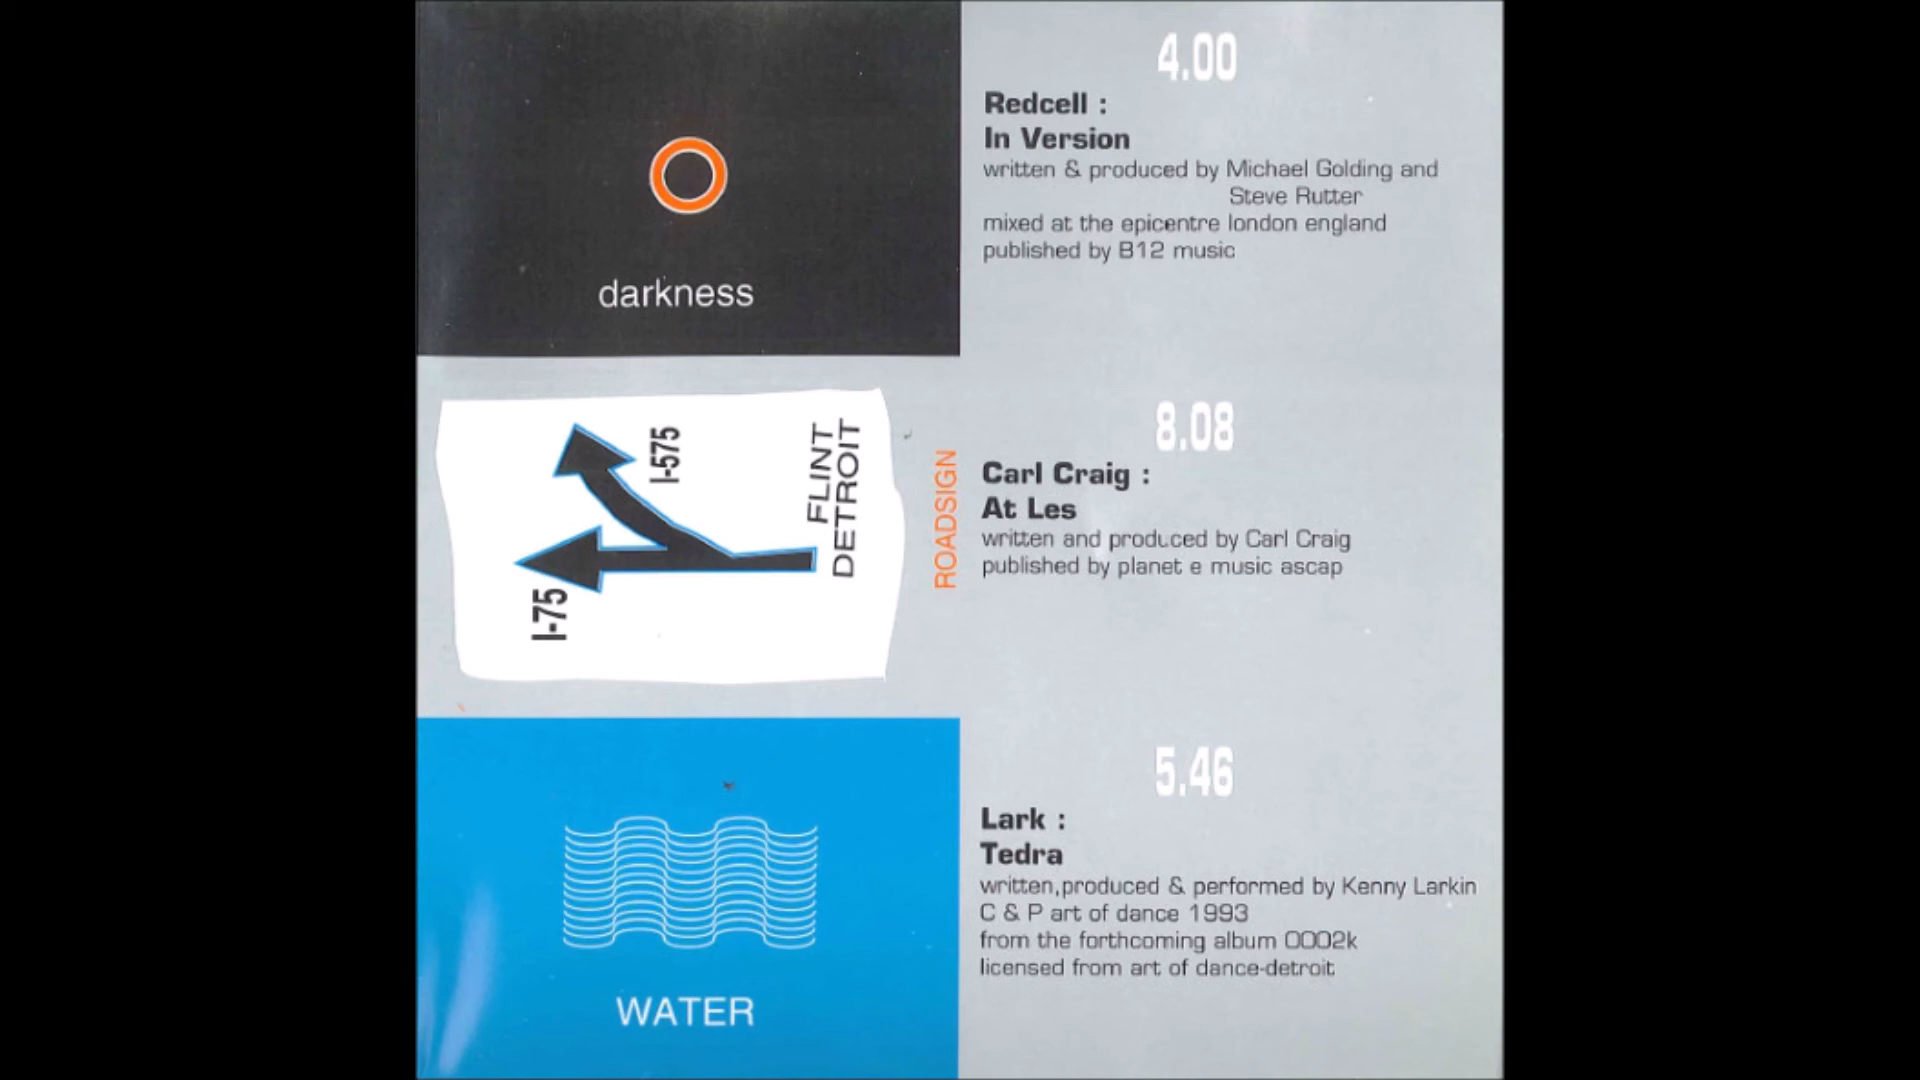 darkness
4.00
Redcell :
In Version
written & produced by Michael Golding and
Steve Rutter
mixed at the epicentre london england
published by B12 music
I-575
I-75
FLINT
DETROIT
ROADSIGN
8.08
Carl Craig :
At Les
written and produced by Carl Craig
published by planet e music ascap
WATER
5.46
Lark :
Tedra
written,produced & performed by Kenny Larkin
C & P art of dance 1993
from the forthcoming album 0002k
licensed from art of dance-detroit